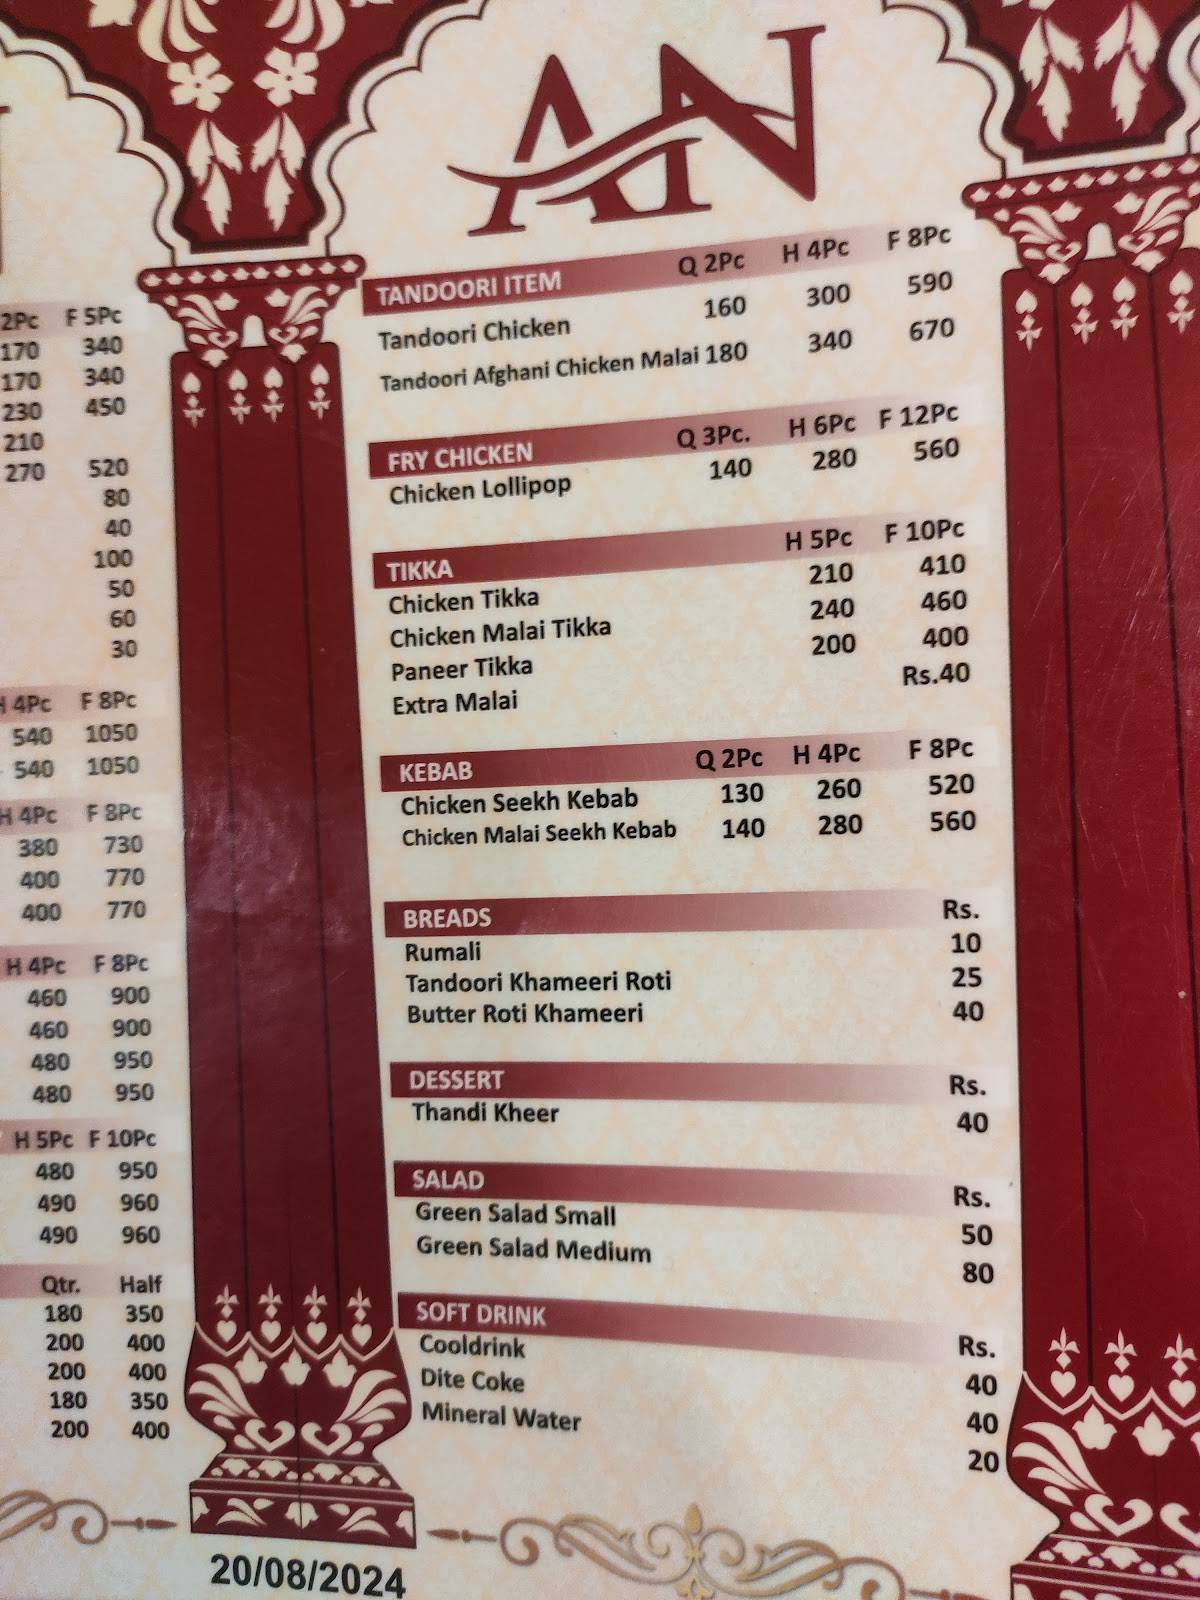 2Pc F 5Pc
170 340
170 340
230 450
210
270 520
80
40
100
50
60
30
H 4Pc F 8Pc
540 1050
540 1050
H 4Pc F 8Pc
380 730
400 770
400 770
H 4Pc F 8Pc
460 900
460 900
480 950
480 950
H 5Pc F 10Pc
480 950
490 960
490 960
Qtr. Half
180 350
200 400
200 400
180 350
200 400
20/08/2024
AN
TANDOORI ITEM Q 2Pc H 4Pc F 8Pc
Tandoori Chicken 160 300 590
Tandoori Afghani Chicken Malai 180 340 670
FRY CHICKEN Q 3Pc. H 6Pc F 12Pc
Chicken Lollipop 140 280 560
TIKKA H 5Pc F 10Pc
Chicken Tikka 210 410
Chicken Malai Tikka 240 460
Paneer Tikka 200 400
Extra Malai Rs.40
KEBAB Q 2Pc H 4Pc F 8Pc
Chicken Seekh Kebab 130 260 520
Chicken Malai Seekh Kebab 140 280 560
BREADS Rs.
Rumali 10
Tandoori Khameeri Roti 25
Butter Roti Khameeri 40
DESSERT Rs.
Thandi Kheer 40
SALAD Rs.
Green Salad Small 50
Green Salad Medium 80
SOFT DRINK Rs.
Cooldrink 40
Dite Coke 40
Mineral Water 20